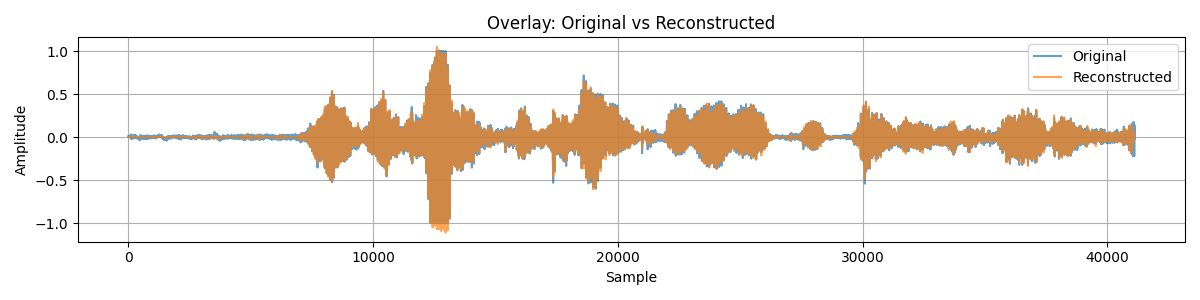 Overlay: Original vs Reconstructed
Amplitude
1.0
0.5
0.0
−0.5
−1.0
Original
Reconstructed
0
10000
20000
30000
40000
Sample